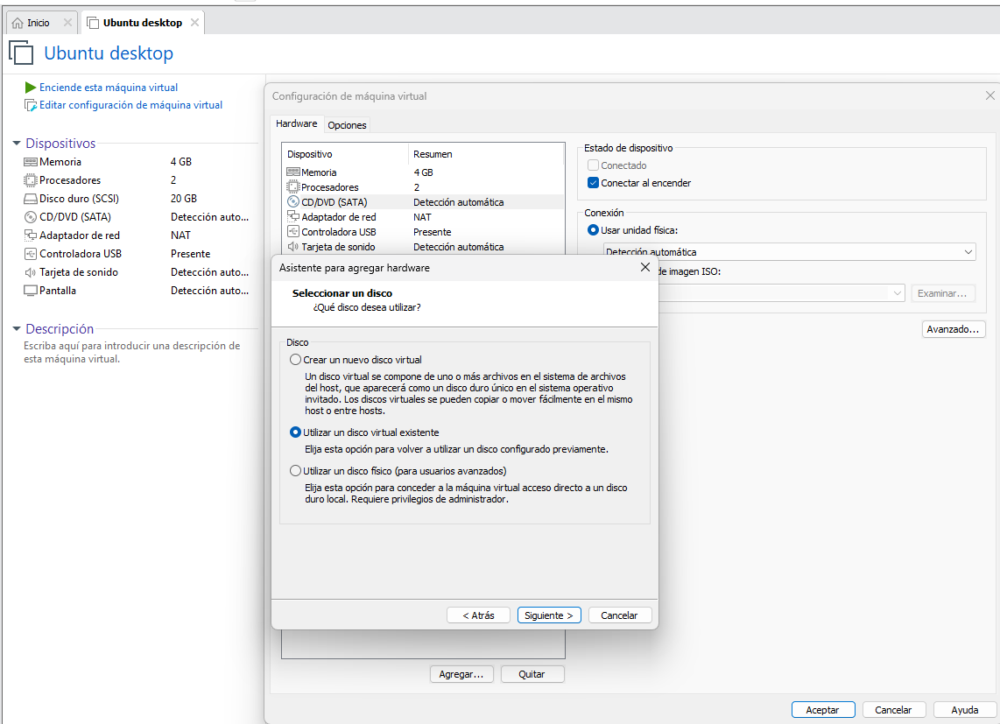 Inicio
Ubuntu desktop
Ubuntu desktop
Enciende esta máquina virtual
Editar configuración de máquina virtual
Dispositivos
Memoria 4 GB
Procesadores 2
Disco duro (SCSI) 20 GB
CD/DVD (SATA) Detección auto...
Adaptador de red NAT
Controladora USB Presente
Tarjeta de sonido Detección auto...
Pantalla Detección auto...
Descripción
Escriba aquí para introducir una descripción de
esta máquina virtual.
Configuración de máquina virtual
Hardware Opciones
Dispositivo Resumen
Memoria 4 GB
Procesadores 2
CD/DVD (SATA) Detección automática
Adaptador de red NAT
Controladora USB Presente
Tarjeta de sonido Detección automática
Estado de dispositivo
Conectado
Conectar al encender
Conexión
Usar unidad física:
Detección automática
de imagen ISO:
Examinar...
Avanzado...
Asistente para agregar hardware
Seleccionar un disco
¿Qué disco desea utilizar?
Disco
Crear un nuevo disco virtual
Un disco virtual se compone de uno o más archivos en el sistema de archivos
del host, que aparecerá como un disco duro único en el sistema operativo
invitado. Los discos virtuales se pueden copiar o mover fácilmente en el mismo
host o entre hosts.
Utilizar un disco virtual existente
Elija esta opción para volver a utilizar un disco configurado previamente.
Utilizar un disco físico (para usuarios avanzados)
Elija esta opción para conceder a la máquina virtual acceso directo a un disco
duro local. Requiere privilegios de administrador.
< Atrás Siguiente > Cancelar
Agregar... Quitar
Aceptar Cancelar Ayuda